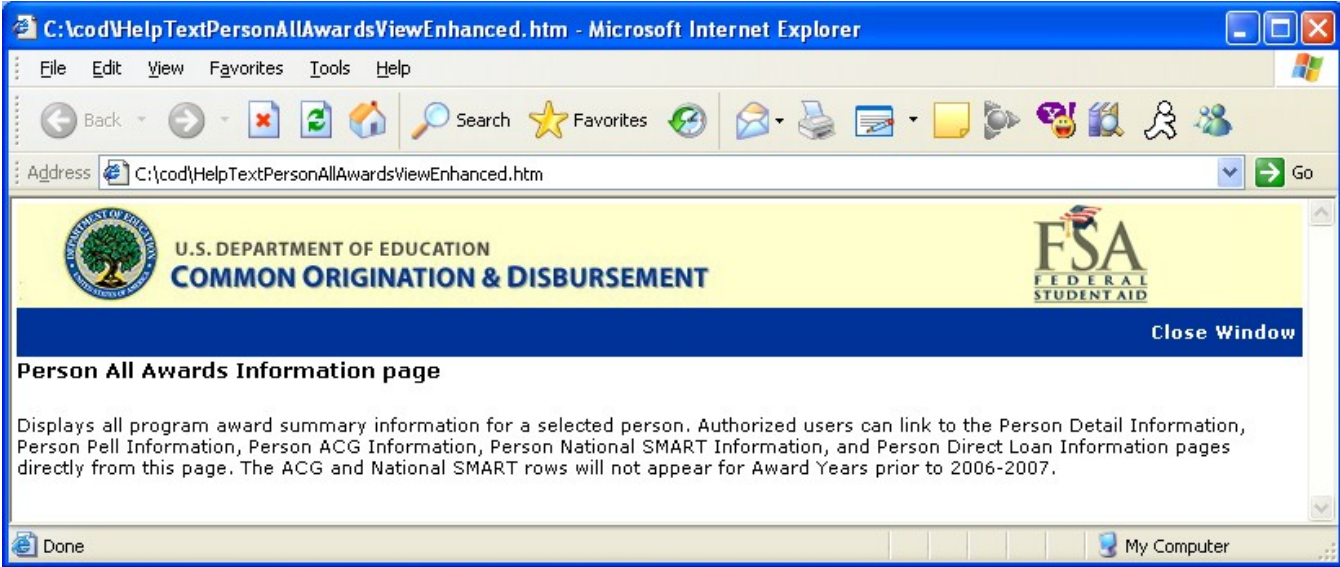 C:\cod\HelpTextPersonAllAwardsViewEnhanced.htm - Microsoft Internet Explorer
File Edit View Favorites Tools Help
Back Search Favorites
Address C:\cod\HelpTextPersonAllAwardsViewEnhanced.htm Go
U.S. DEPARTMENT OF EDUCATION
COMMON ORIGINATION & DISBURSEMENT
FSA
FEDERAL
STUDENT AID
Close Window
Person All Awards Information page
Displays all program award summary information for a selected person. Authorized users can link to the Person Detail Information,
Person Pell Information, Person ACG Information, Person National SMART Information, and Person Direct Loan Information pages
directly from this page. The ACG and National SMART rows will not appear for Award Years prior to 2006-2007.
Done My Computer